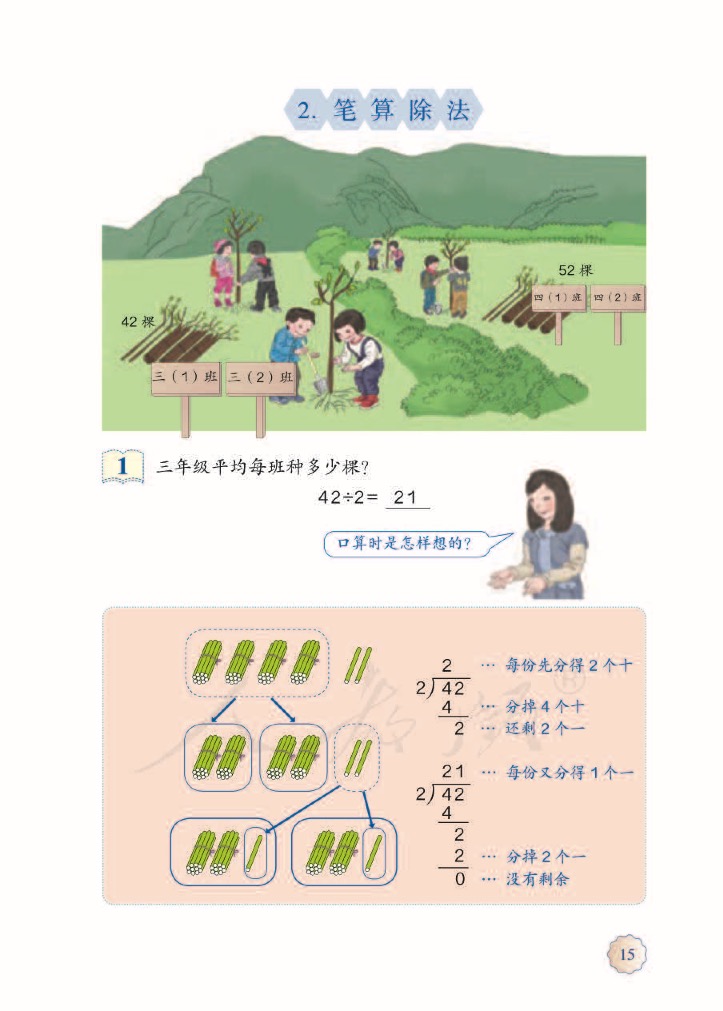 2. 笔算除法
52 棵
四（1）班 四（2）班
42 棵
三（1）班 三（2）班
1 三年级平均每班种多少棵？
42÷2= 21
口算时是怎样想的？
2 … 每份先分得 2 个十
2)42
4 … 分掉 4 个十
2 … 还剩 2 个一
21 … 每份又分得 1 个一
2)42
4
2
2 … 分掉 2 个一
0 … 没有剩余
15